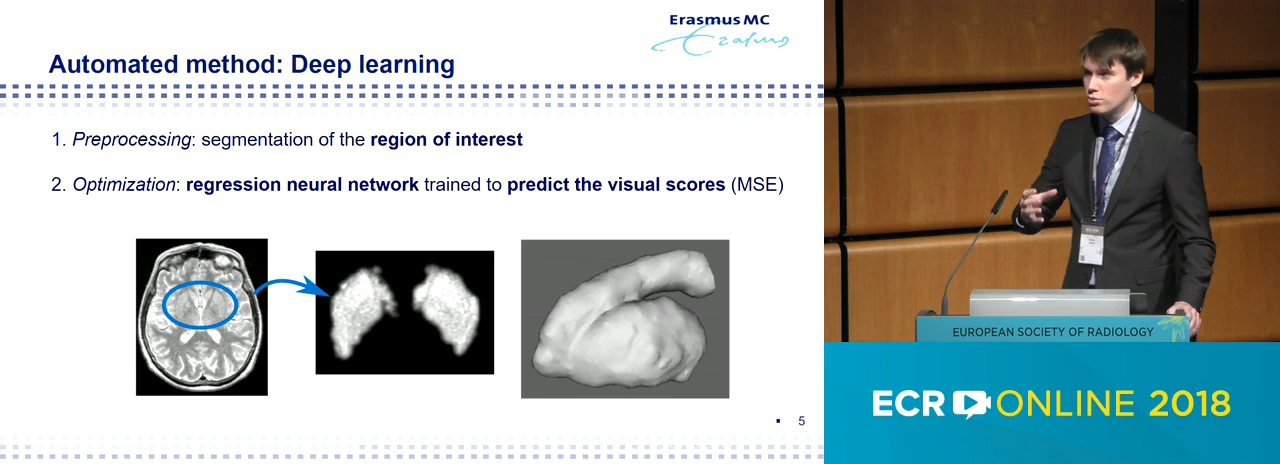 Erasmus MC
Erasmus
Automated method: Deep learning
1. Preprocessing: segmentation of the region of interest
2. Optimization: regression neural network trained to predict the visual scores (MSE)
5
EUROPEAN SOCIETY OF RADIOLOGY
ECR ONLINE 2018